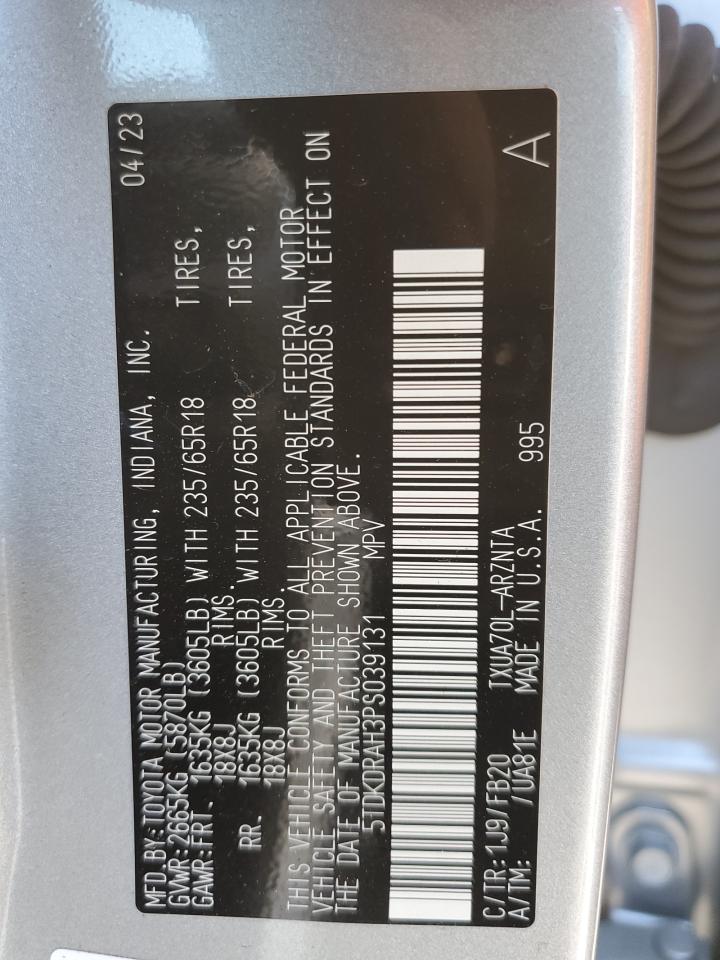 MFD.BY:TOYOTA MOTOR MANUFACTURING, INDIANA, INC. 04/23
GVWR:2665KG (5870LB)
GAWR:FRT. 1635KG (3605LB) WITH 235/65R18 TIRES,
18X8J RIMS.
RR. 1635KG (3605LB) WITH 235/65R18 TIRES,
18X8J RIMS.
THIS VEHICLE CONFORMS TO ALL APPLICABLE FEDERAL MOTOR
VEHICLE SAFETY AND THEFT PREVENTION STANDARDS IN EFFECT ON
THE DATE OF MANUFACTURE SHOWN ABOVE.
5TDKDRAH3PS039131 MPV
C/TR:1J9/FB20 TXUA70L-ARZNTA
A/TM: /UA81E MADE IN U.S.A. 995 A